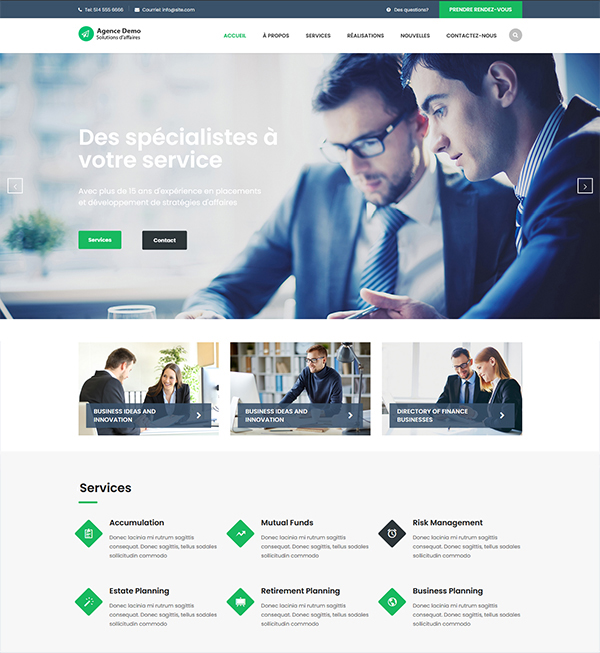 Tel: 514 555 6666 Courriel: info@site.com Des questions? PRENDRE RENDEZ-VOUS
Agence Demo
Solutions d'affaires
ACCUEIL À PROPOS SERVICES RÉALISATIONS NOUVELLES CONTACTEZ-NOUS
Des spécialistes à
votre service
Avec plus de 15 ans d'expérience en placements
et développement de stratégies d'affaires
Services Contact
BUSINESS IDEAS AND
INNOVATION
BUSINESS IDEAS AND
INNOVATION
DIRECTORY OF FINANCE
BUSINESSES
Services
Accumulation
Donec lacinia mi rutrum sagittis
consequat. Donec sagittis, tellus sodales
sollicitudin commodo
Mutual Funds
Donec lacinia mi rutrum sagittis
consequat. Donec sagittis, tellus sodales
sollicitudin commodo
Risk Management
Donec lacinia mi rutrum sagittis
consequat. Donec sagittis, tellus sodales
sollicitudin commodo
Estate Planning
Donec lacinia mi rutrum sagittis
consequat. Donec sagittis, tellus sodales
sollicitudin commodo
Retirement Planning
Donec lacinia mi rutrum sagittis
consequat. Donec sagittis, tellus sodales
sollicitudin commodo
Business Planning
Donec lacinia mi rutrum sagittis
consequat. Donec sagittis, tellus sodales
sollicitudin commodo